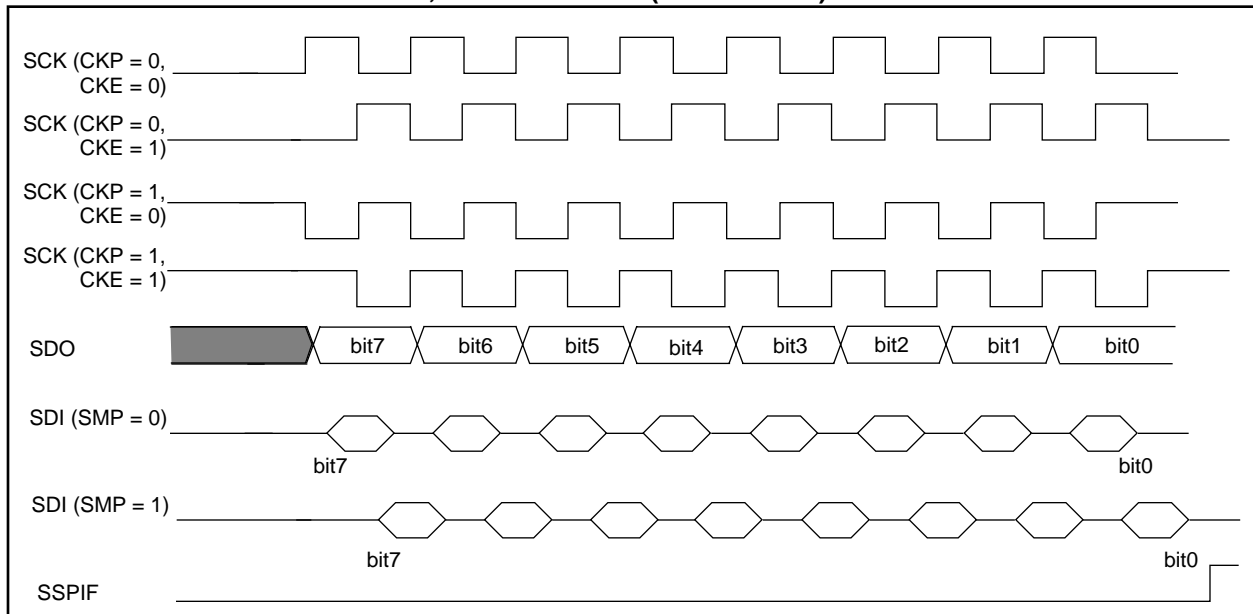 SCK (CKP = 0,
CKE = 0)
SCK (CKP = 0,
CKE = 1)
SCK (CKP = 1,
CKE = 0)
SCK (CKP = 1,
CKE = 1)
SDO
bit7 bit6 bit5 bit4 bit3 bit2 bit1 bit0
SDI (SMP = 0)
bit7 bit0
SDI (SMP = 1)
bit7 bit0
SSPIF